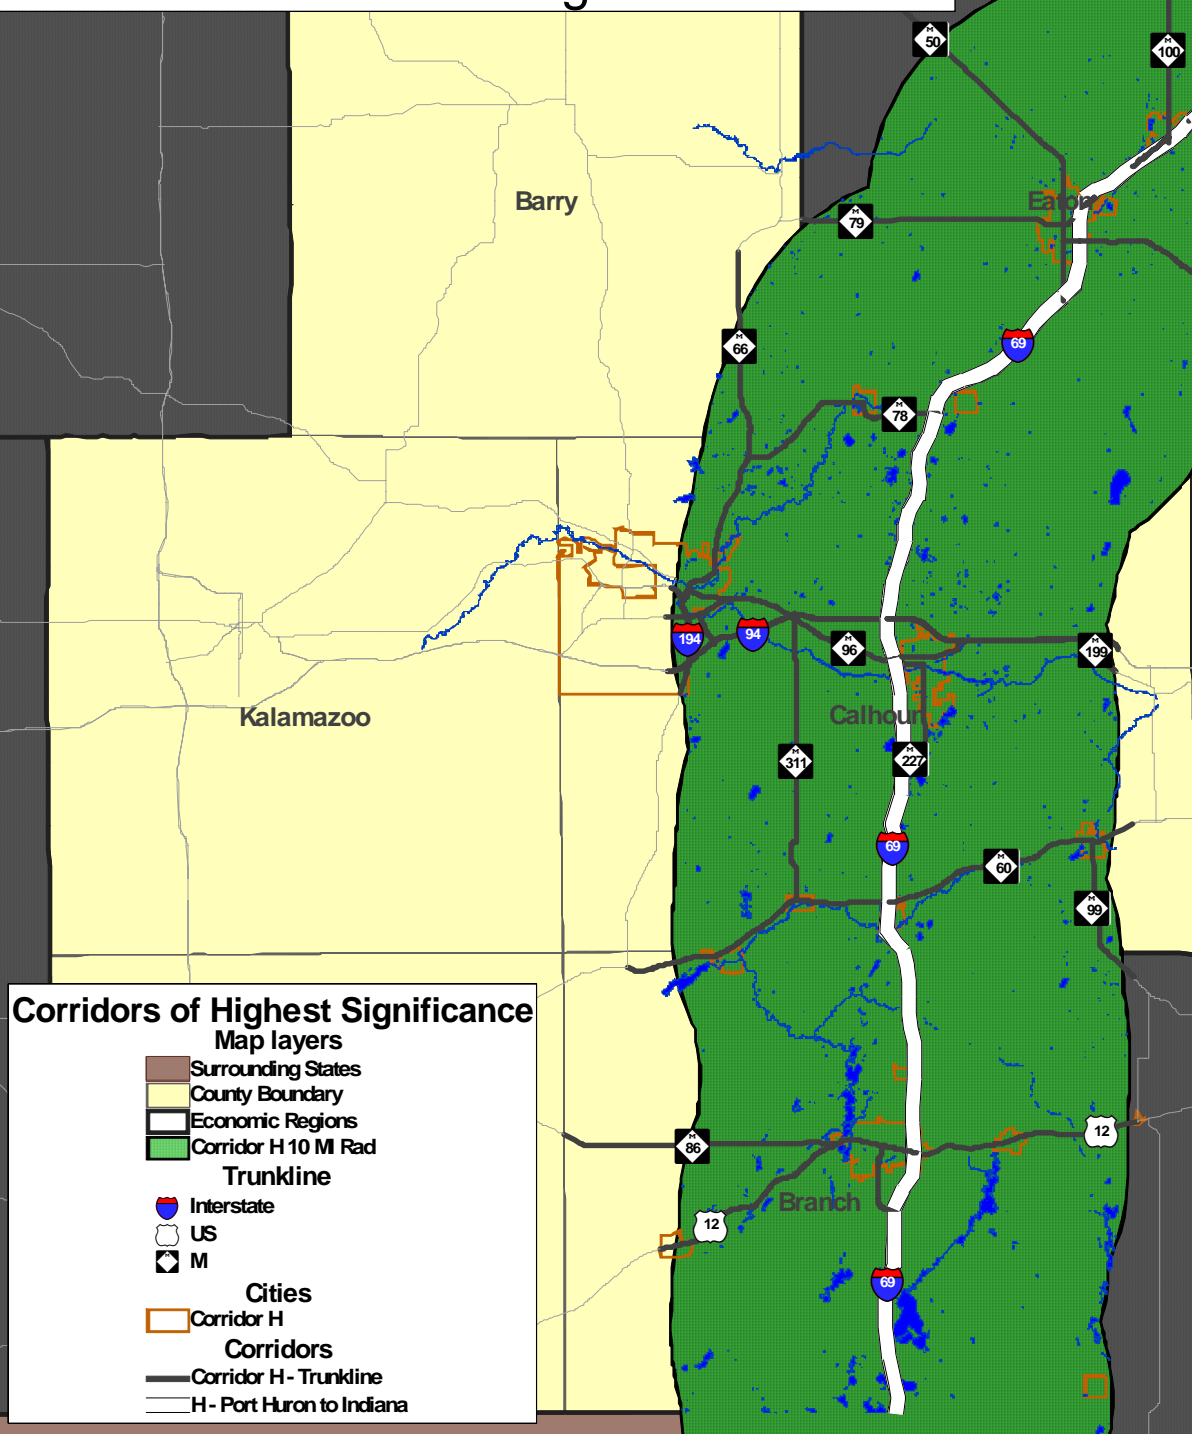 M
50
M
100
Barry
Eaton
M
79
M
66
69
M
78
194
94
M
96
M
199
Kalamazoo
Calhoun
M
311
M
227
69
M
60
M
99
Corridors of Highest Significance
Map layers
Surrounding States
County Boundary
Economic Regions
Corridor H 10 MI Rad
Trunkline
Interstate
US
M
M
Cities
Corridor H
Corridors
Corridor H - Trunkline
H - Port Huron to Indiana
12
M
86
Branch
12
69